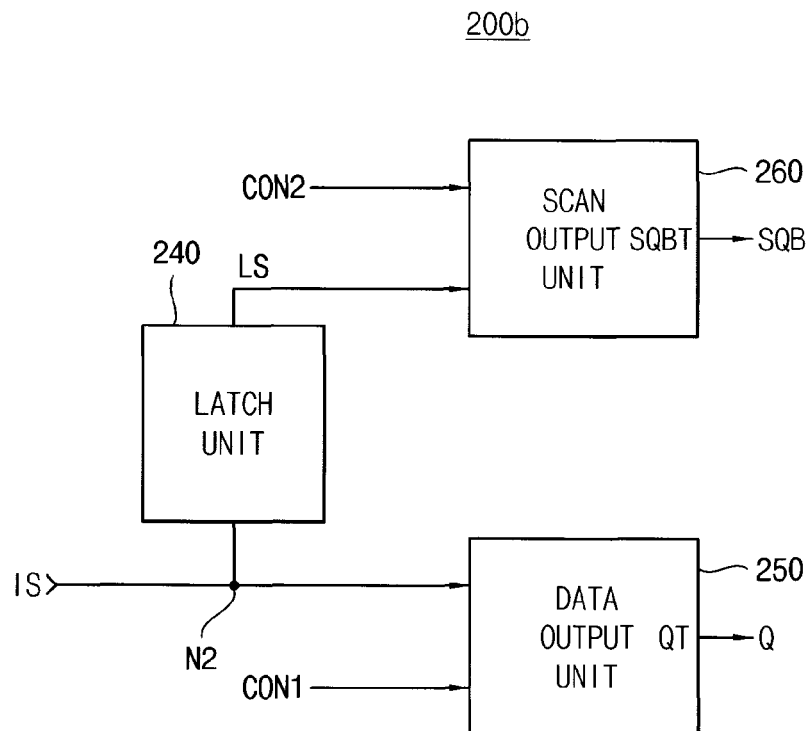 200b
CON2
SCAN
OUTPUT SQBT
UNIT
260
SQB
240
LS
LATCH
UNIT
IS
N2
CON1
DATA
OUTPUT QT
UNIT
250
Q